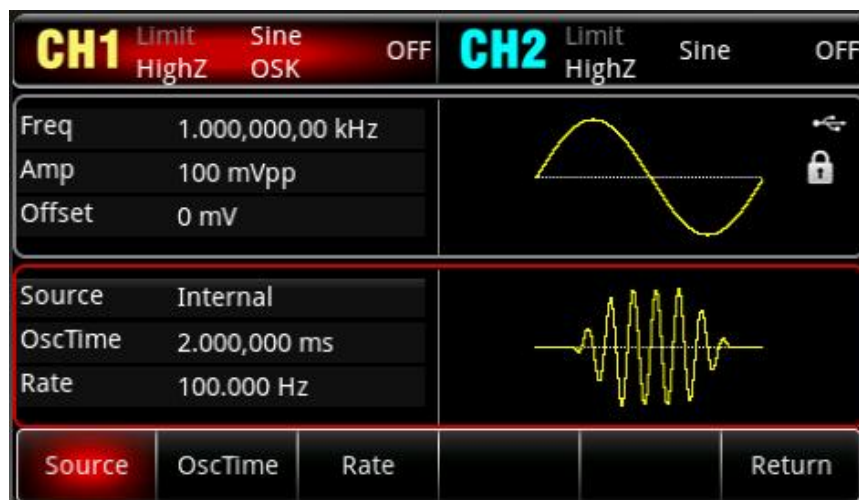 CH1 Limit Sine OFF CH2 Limit Sine OFF
HighZ OSK HighZ
Freq 1.000,000,00 kHz
Amp 100 mVpp
Offset 0 mV
Source Internal
OscTime 2.000,000 ms
Rate 100.000 Hz
Source OscTime Rate Return